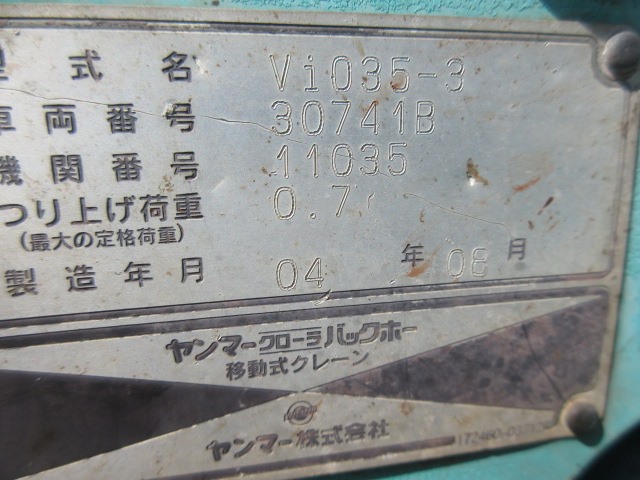 型式名 ViO35-3
車両番号 30741B
機関番号 11035
つり上げ荷重 0.7
(最大の定格荷重)
製造年月 04 年 08 月
ヤンマークローラバックホー
移動式クレーン
ヤンマー株式会社